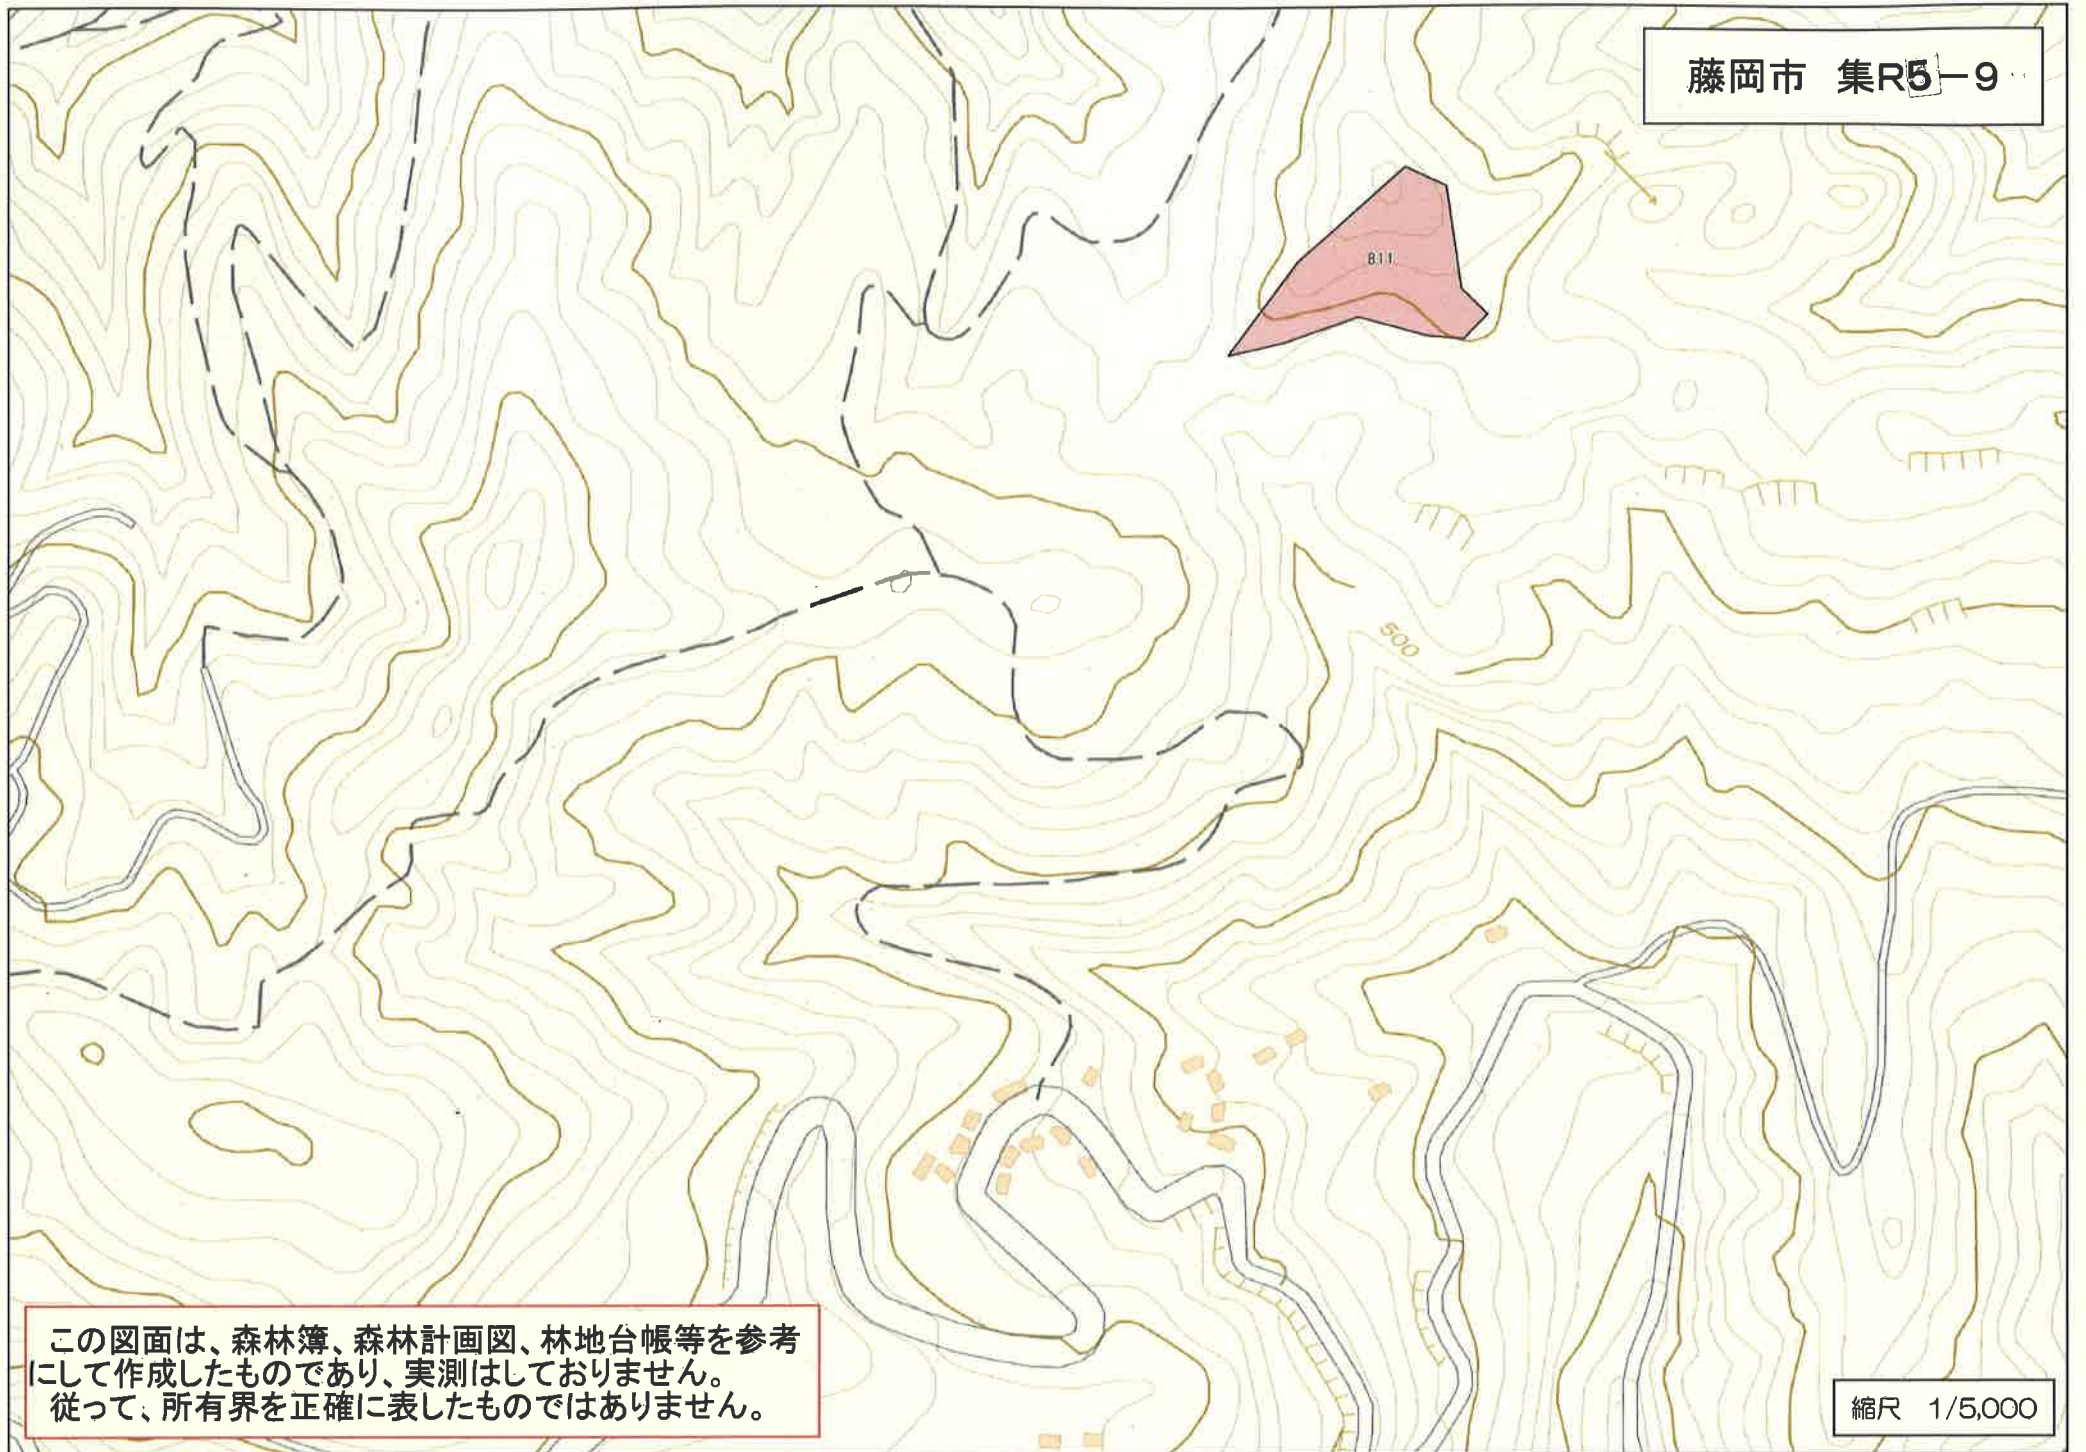 藤岡市 集R5-9
811
500
この図面は、森林簿、森林計画図、林地台帳等を参考
にして作成したものであり、実測はしておりません。
従って、所有界を正確に表したものではありません。
縮尺 1/5,000